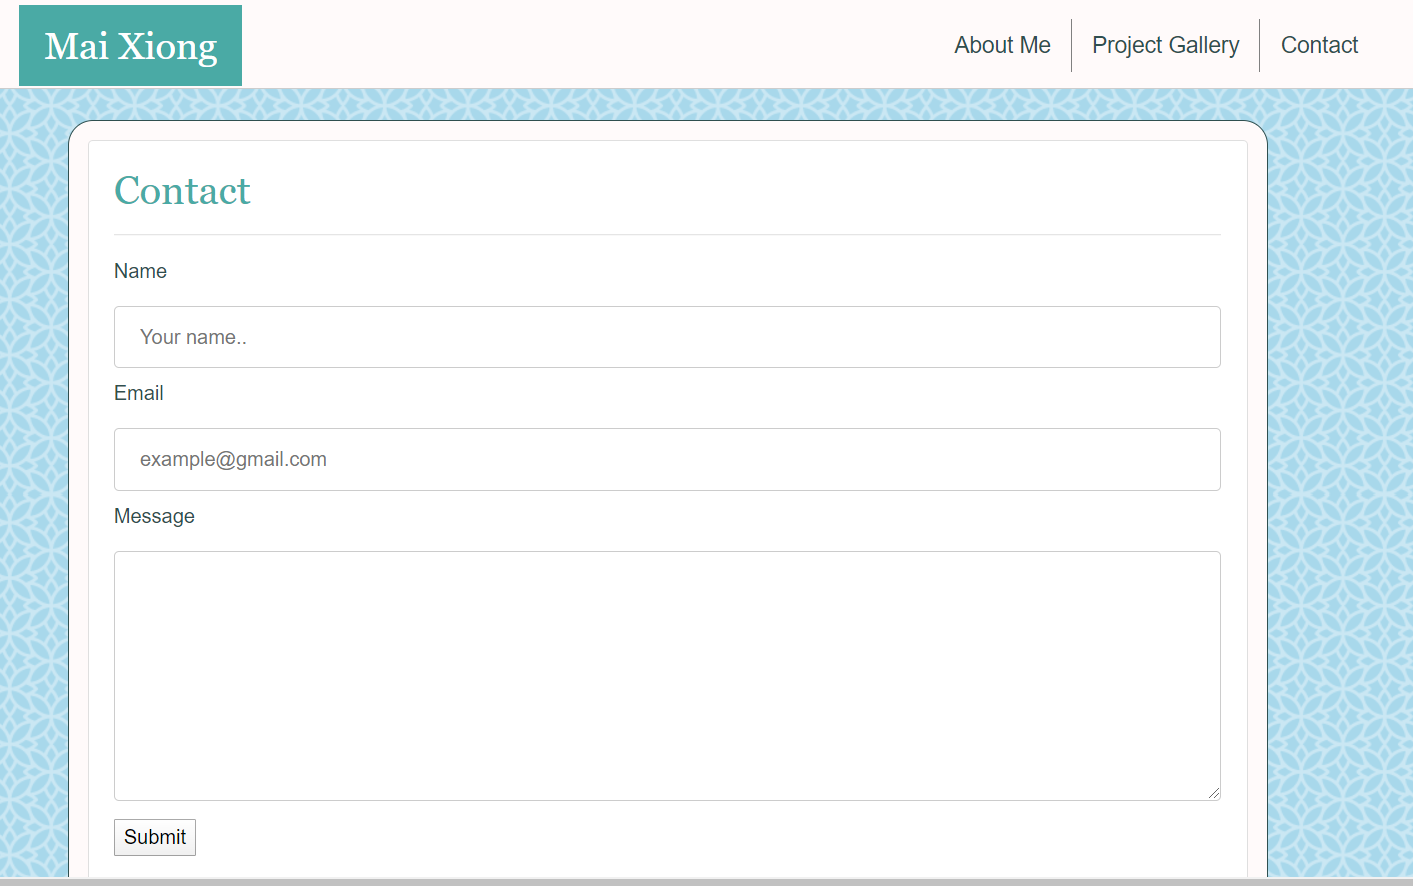 Mai Xiong
About Me
Project Gallery
Contact
Contact
Name
Your name..
Email
example@gmail.com
Message
Submit